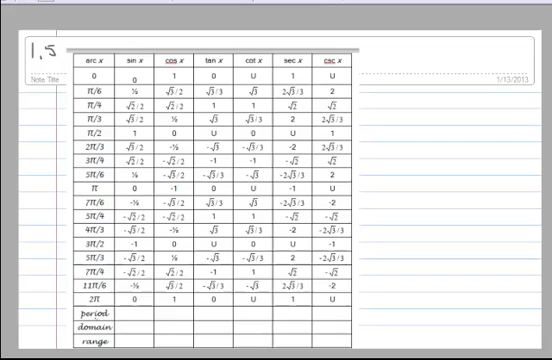 1.5
Note Title 1/13/2013
arc x sin x cos x tan x cot x sec x csc x
0 0 1 0 U 1 U
π/6 ½ √3/2 √3/3 √3 2√3/3 2
π/4 √2/2 √2/2 1 1 √2 √2
π/3 √3/2 ½ √3 √3/3 2 2√3/3
π/2 1 0 U 0 U 1
2π/3 √3/2 -½ -√3 -√3/3 -2 2√3/3
3π/4 √2/2 -√2/2 -1 -1 -√2 √2
5π/6 ½ -√3/2 -√3/3 -√3 -2√3/3 2
π 0 -1 0 U -1 U
7π/6 -½ -√3/2 √3/3 √3 -2√3/3 -2
5π/4 -√2/2 -√2/2 1 1 -√2 -√2
4π/3 -√3/2 -½ √3 √3/3 -2 -2√3/3
3π/2 -1 0 U 0 U -1
5π/3 -√3/2 ½ -√3 -√3/3 2 -2√3/3
7π/4 -√2/2 √2/2 -1 1 √2 -√2
11π/6 -½ √3/2 -√3/3 -√3 2√3/3 -2
2π 0 1 0 U 1 U
period
domain
range